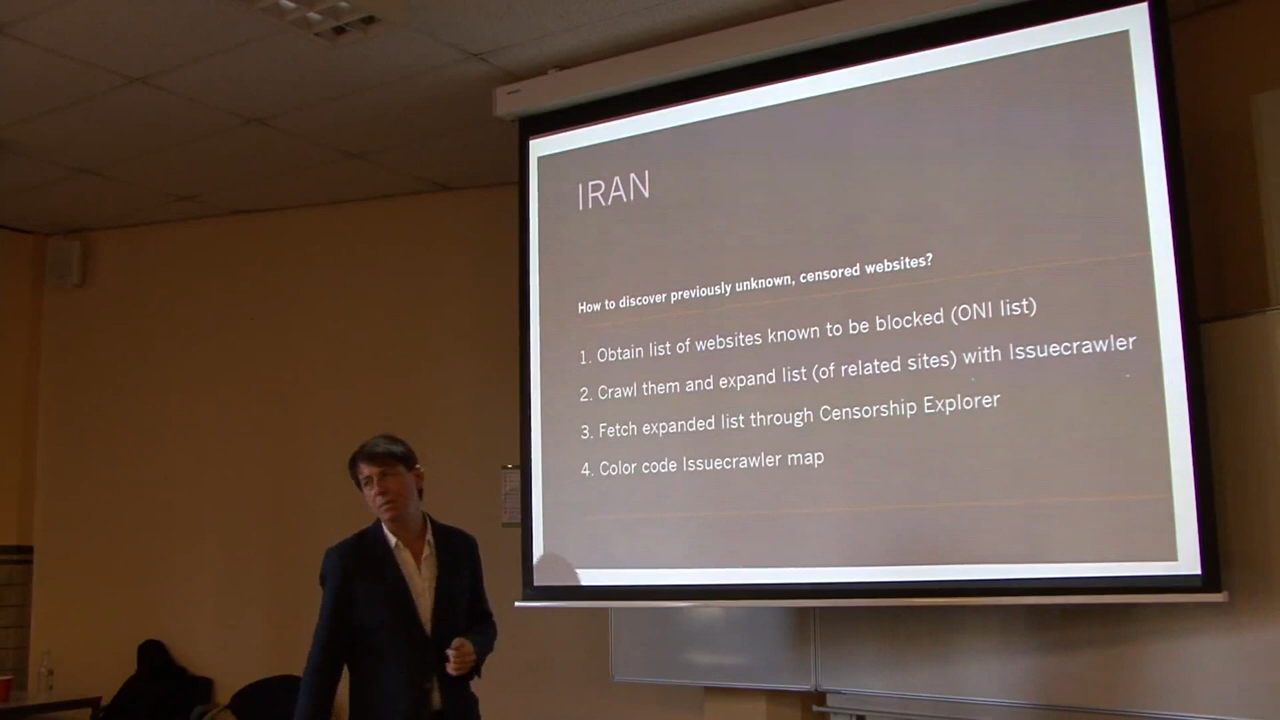 IRAN
How to discover previously unknown, censored websites?
1. Obtain list of websites known to be blocked (ONI list)
2. Crawl them and expand list (of related sites) with Issuecrawler
3. Fetch expanded list through Censorship Explorer
4. Color code Issuecrawler map